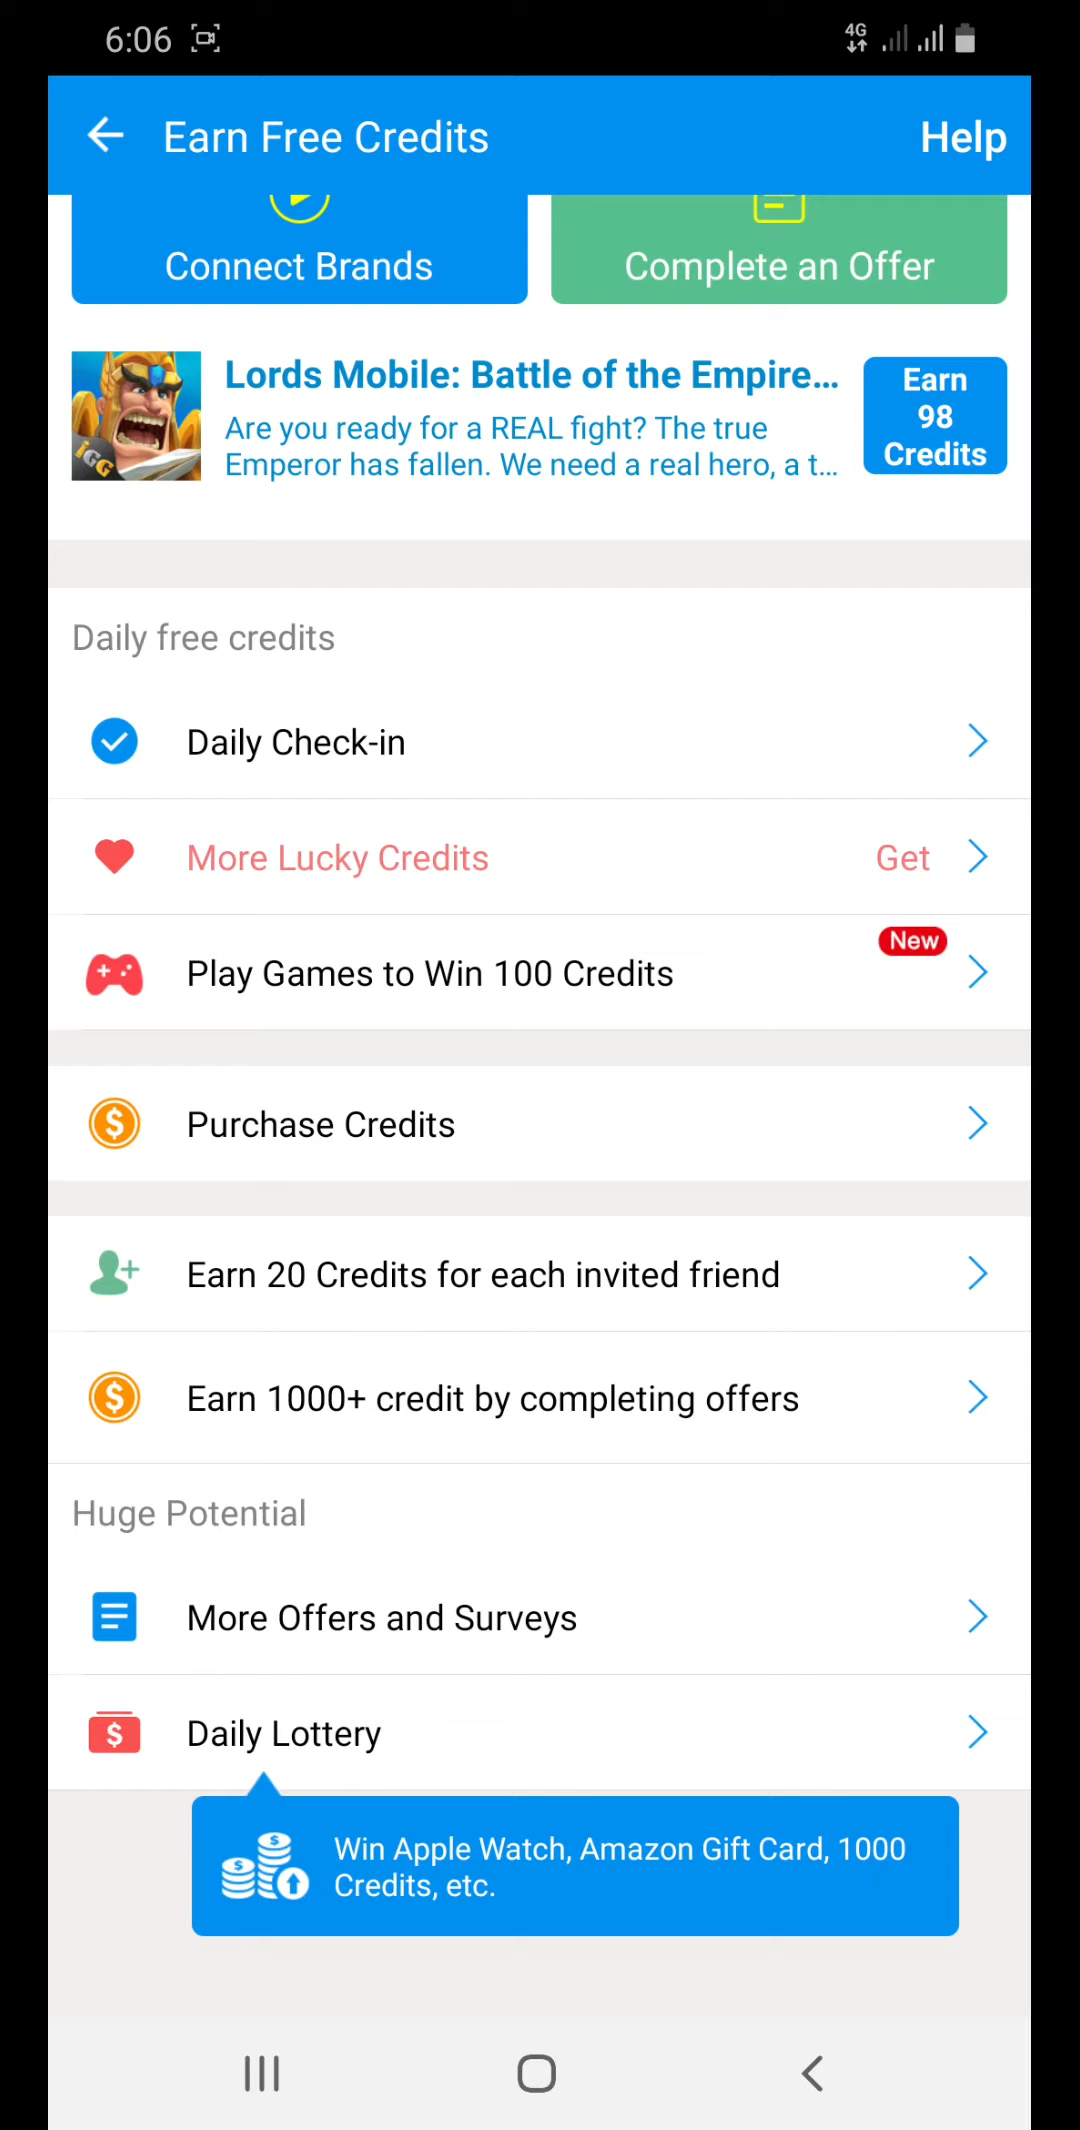 6:06
4G
Earn Free Credits
Help
Connect Brands
Complete an Offer
Lords Mobile: Battle of the Empire...
Are you ready for a REAL fight? The true
Emperor has fallen. We need a real hero, a t...
Earn
98
Credits
IGG
Daily free credits
Daily Check-in
More Lucky Credits
Get
New
Play Games to Win 100 Credits
Purchase Credits
Earn 20 Credits for each invited friend
Earn 1000+ credit by completing offers
Huge Potential
More Offers and Surveys
Daily Lottery
Win Apple Watch, Amazon Gift Card, 1000
Credits, etc.